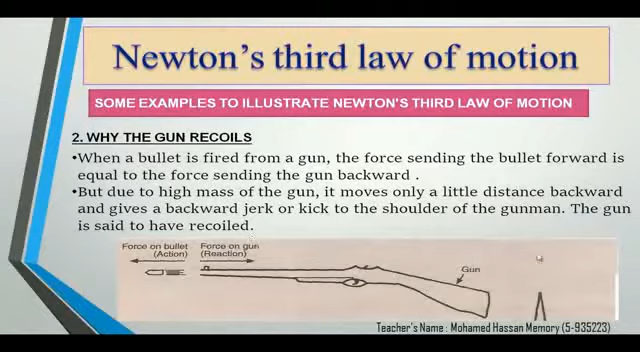 Newton's third law of motion
SOME EXAMPLES TO ILLUSTRATE NEWTON'S THIRD LAW OF MOTION
2. WHY THE GUN RECOILS
•When a bullet is fired from a gun, the force sending the bullet forward is
equal to the force sending the gun backward .
•But due to high mass of the gun, it moves only a little distance backward
and gives a backward jerk or kick to the shoulder of the gunman. The gun
is said to have recoiled.
Force on bullet Force on gun
(Action) (Reaction)
Gun
Teacher's Name : Mohamed Hassan Memory (5-935223)